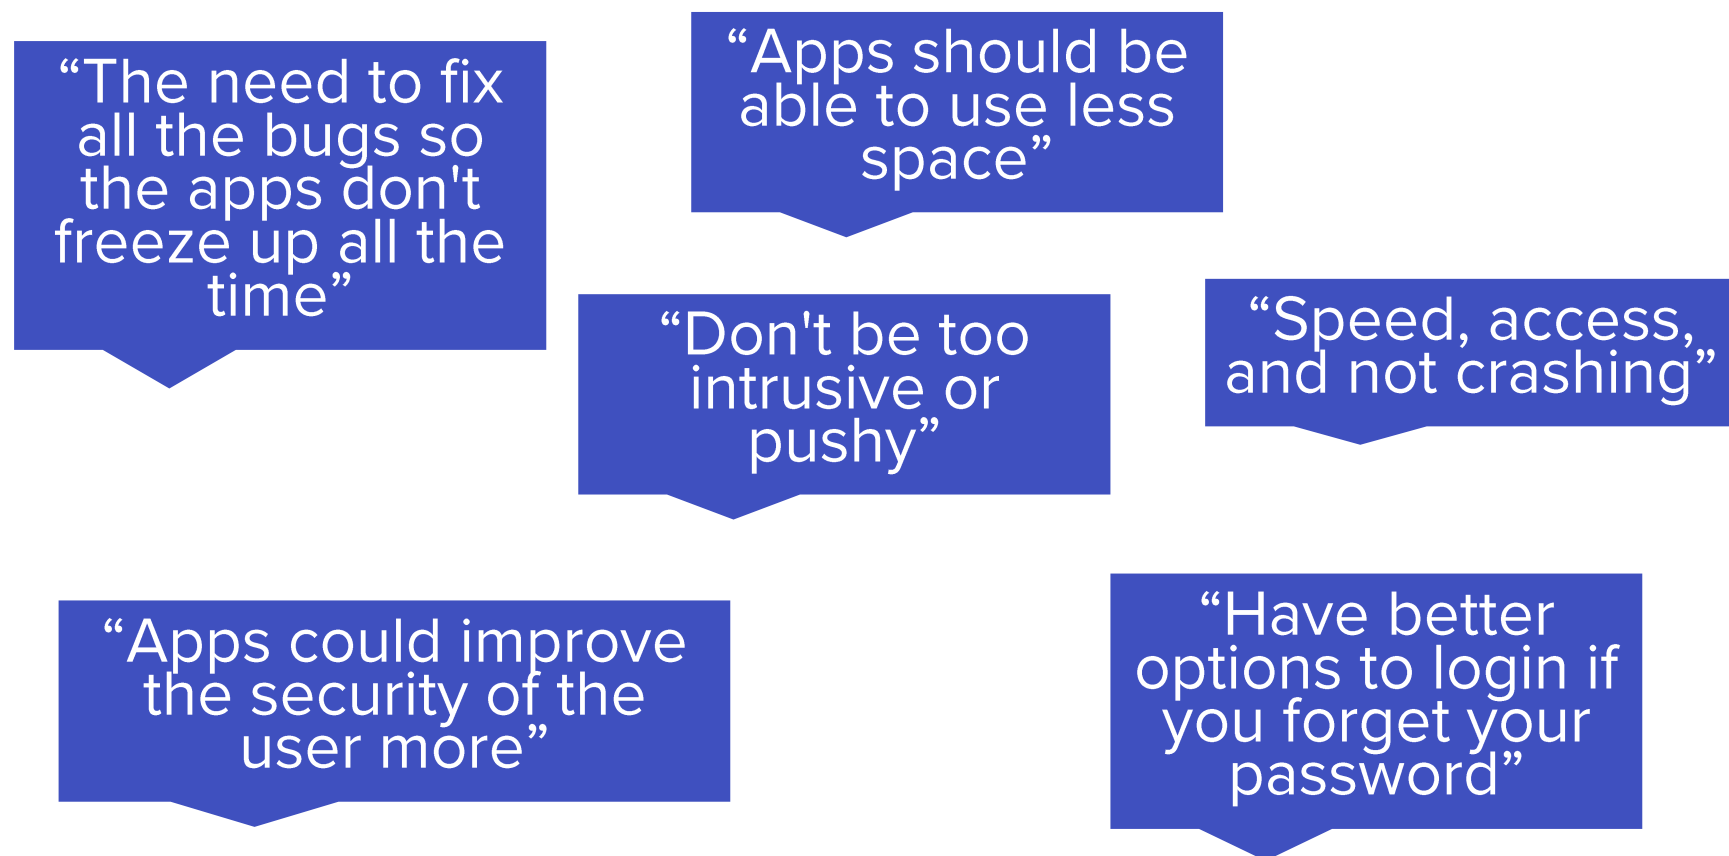 “The need to fix
all the bugs so
the apps don't
freeze up all the
time”
“Apps should be
able to use less
space”
“Don't be too
intrusive or
pushy”
“Speed, access,
and not crashing”
“Apps could improve
the security of the
user more”
“Have better
options to login if
you forget your
password”